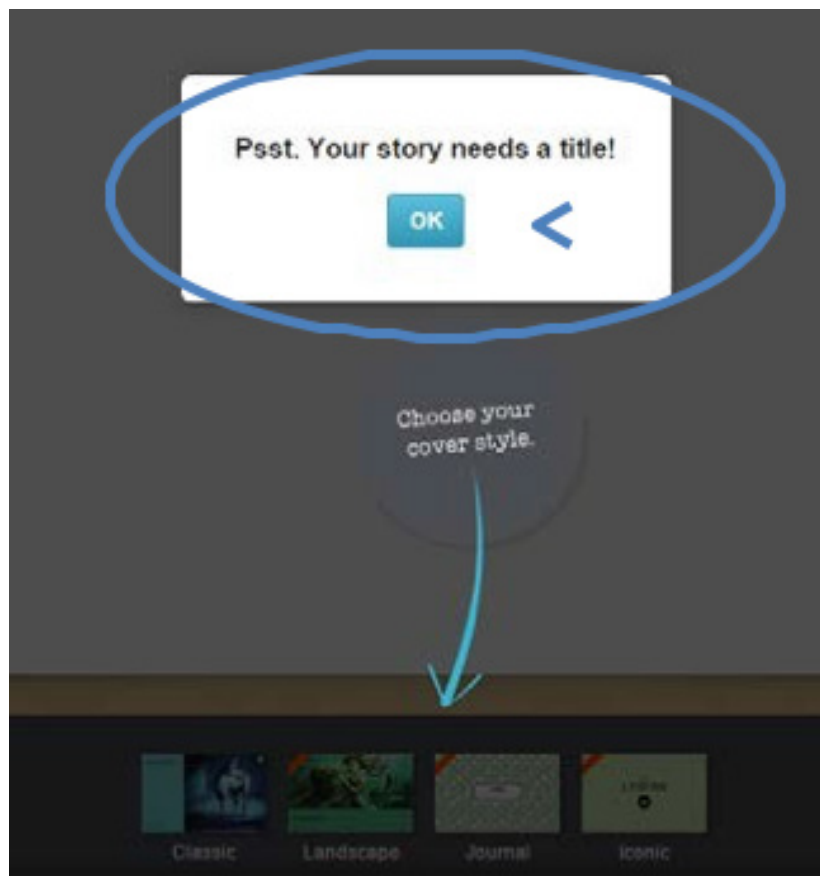 Psst. Your story needs a title!
OK <
Choose your
cover style.
Classic Landscape Journal Iconic